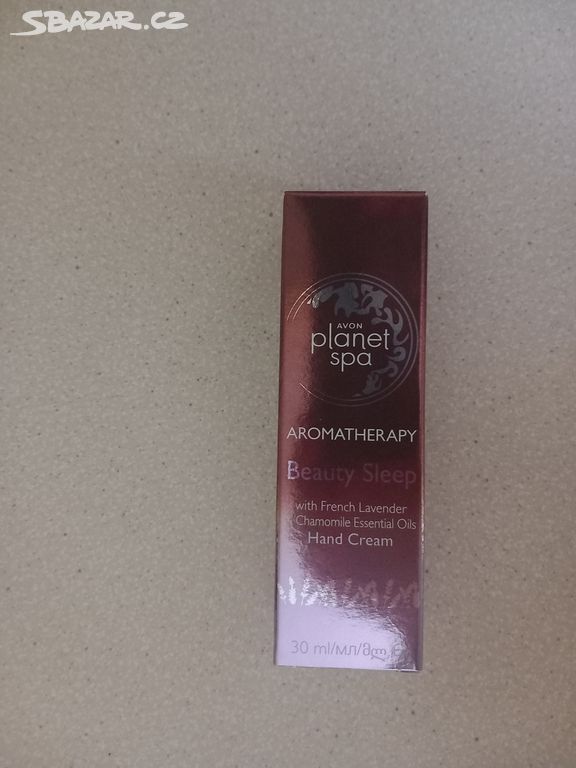 SBAZAR.CZ
AVON
planet
spa
AROMATHERAPY
Beauty Sleep
with French Lavender
Chamomile Essential Oils
Hand Cream
30 ml/мл/მლ